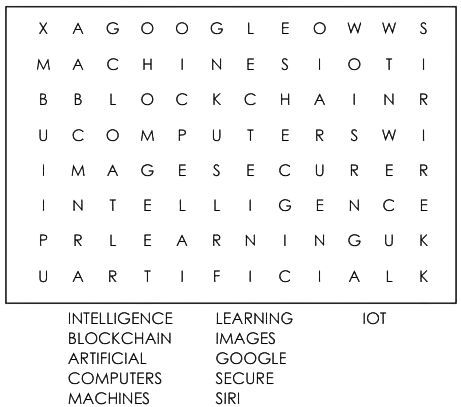 X A G O O G L E O W W S
M A C H I N E S I O T I
B B L O C K C H A I N R
U C O M P U T E R S W I
I M A G E S E C U R E R
I N T E L L I G E N C E
P R L E A R N I N G U K
U A R T I F I C I A L K
INTELLIGENCE LEARNING IOT
BLOCKCHAIN IMAGES
ARTIFICIAL GOOGLE
COMPUTERS SECURE
MACHINES SIRI